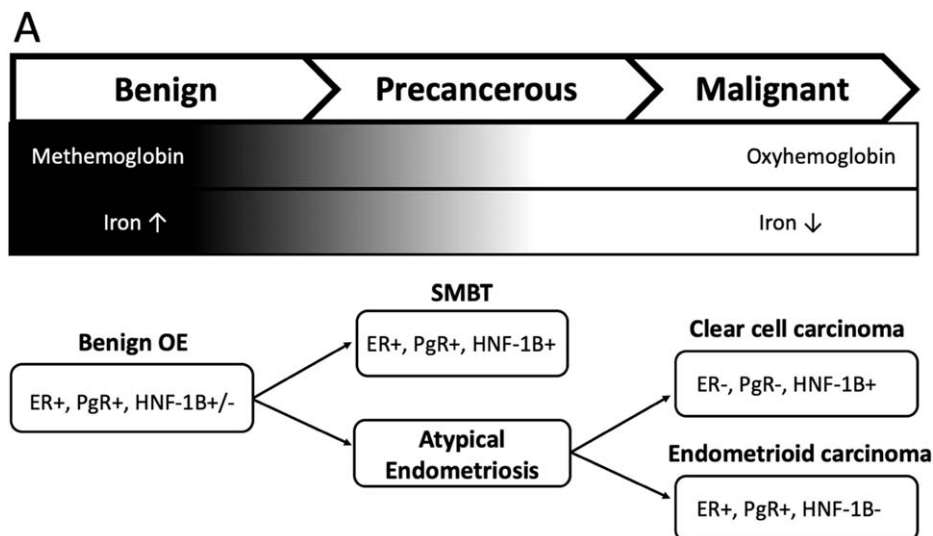 A
Benign
Precancerous
Malignant
Methemoglobin
Oxyhemoglobin
Iron ↑
Iron ↓
SMBT
ER+, PgR+, HNF-1B+
Benign OE
ER+, PgR+, HNF-1B+/-
Atypical
Endometriosis
Clear cell carcinoma
ER-, PgR-, HNF-1B+
Endometrioid carcinoma
ER+, PgR+, HNF-1B-